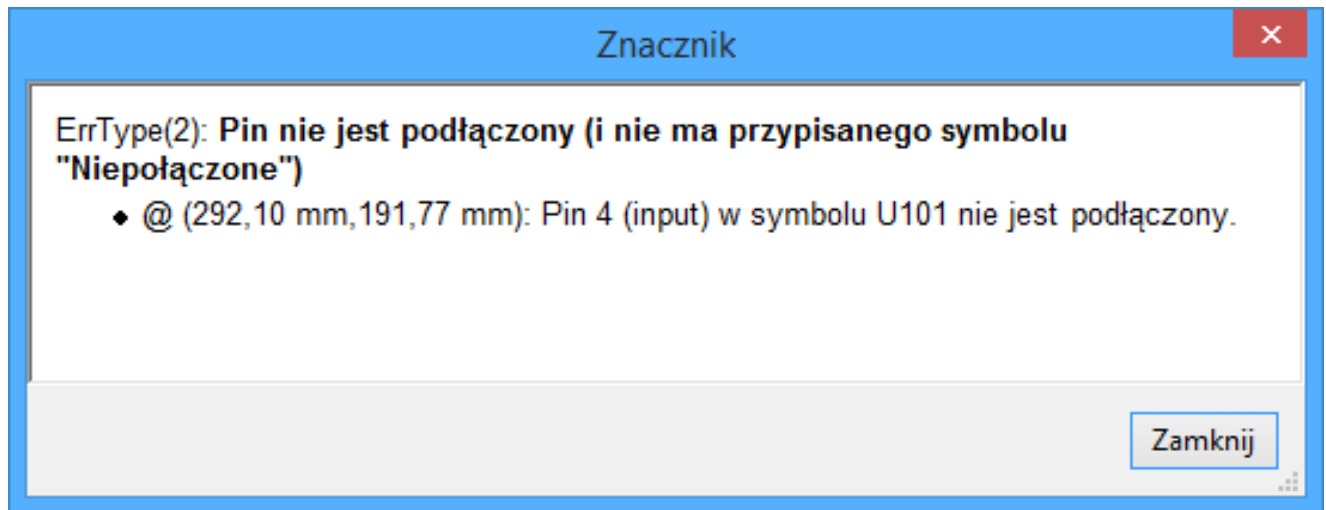 Znacznik
ErrType(2): Pin nie jest podłączony (i nie ma przypisanego symbolu
"Niepołączone")
◆ @ (292,10 mm,191,77 mm): Pin 4 (input) w symbolu U101 nie jest podłączony.
Zamknij